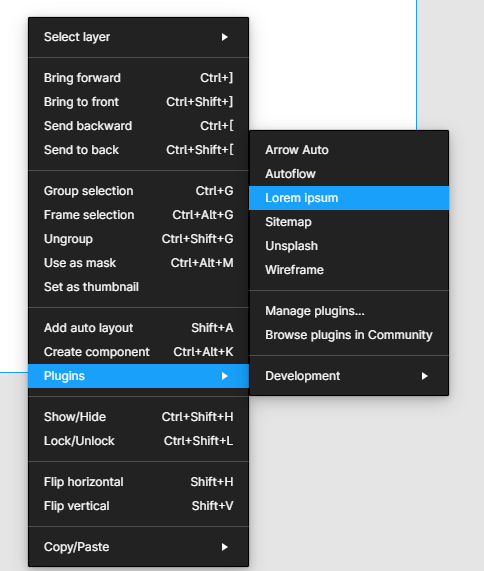 Select layer
Bring forward Ctrl+]
Bring to front Ctrl+Shift+]
Send backward Ctrl+[
Send to back Ctrl+Shift+[
Group selection Ctrl+G
Frame selection Ctrl+Alt+G
Ungroup Ctrl+Shift+G
Use as mask Ctrl+Alt+M
Set as thumbnail
Add auto layout Shift+A
Create component Ctrl+Alt+K
Plugins
Show/Hide Ctrl+Shift+H
Lock/Unlock Ctrl+Shift+L
Flip horizontal Shift+H
Flip vertical Shift+V
Copy/Paste
Arrow Auto
Autoflow
Lorem ipsum
Sitemap
Unsplash
Wireframe
Manage plugins...
Browse plugins in Community
Development